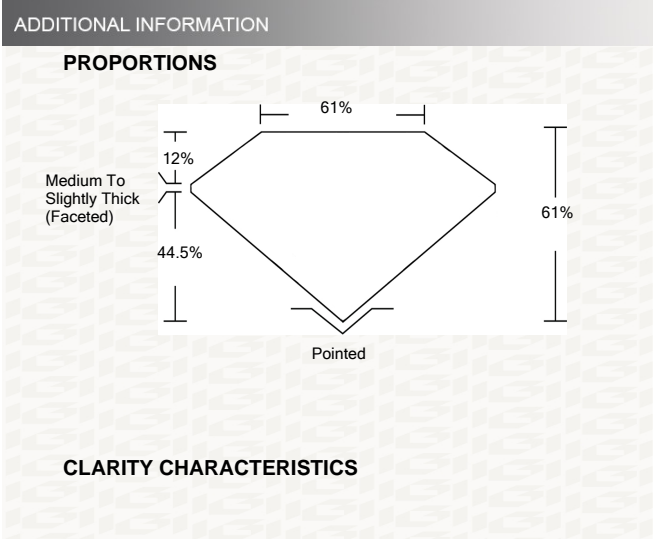 ADDITIONAL INFORMATION
PROPORTIONS
61%
12%
Medium To
Slightly Thick
(Faceted)
61%
44.5%
Pointed
CLARITY CHARACTERISTICS